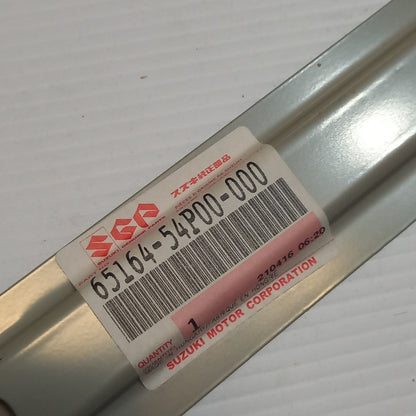 SGP
スズキ純正部品
65164-54P00-000
210416 06:20
QUANTITY 1
SUZUKI MOTOR CORPORATION